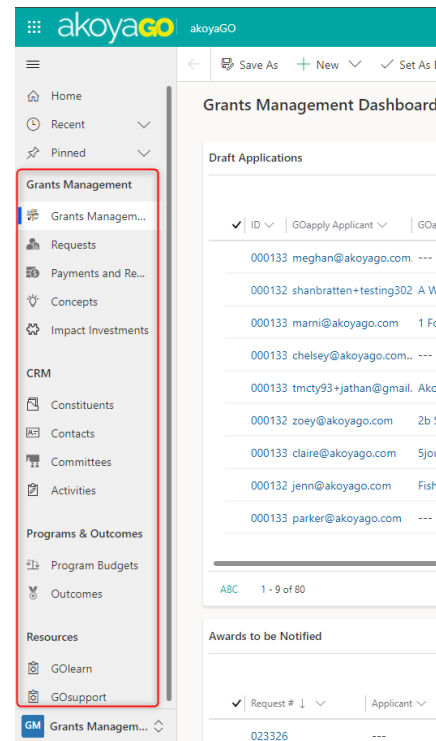 akoyaGO akoyaGO
Save As New Set As
Home
Recent
Pinned
Grants Management
Grants Managem...
Requests
Payments and Re...
Concepts
Impact Investments
CRM
Constituents
Contacts
Committees
Activities
Programs & Outcomes
Program Budgets
Outcomes
Resources
GOlearn
GOsupport
GM Grants Managem...
Grants Management Dashboard
Draft Applications
ID GOapply Applicant GOa
000133 meghan@akoyago.com. ---
000132 shanbratten+testing302 A W
000133 marni@akoyago.com 1 Fo
000133 chelsey@akoyago.com.. ---
000133 tmcty93+jathan@gmail. Ako
000132 zoey@akoyago.com 2b S
000133 claire@akoyago.com 5jou
000132 jenn@akoyago.com Fish
000133 parker@akoyago.com ---
ABC 1 - 9 of 80
Awards to be Notified
Request # ↓ Applicant
023326 ---